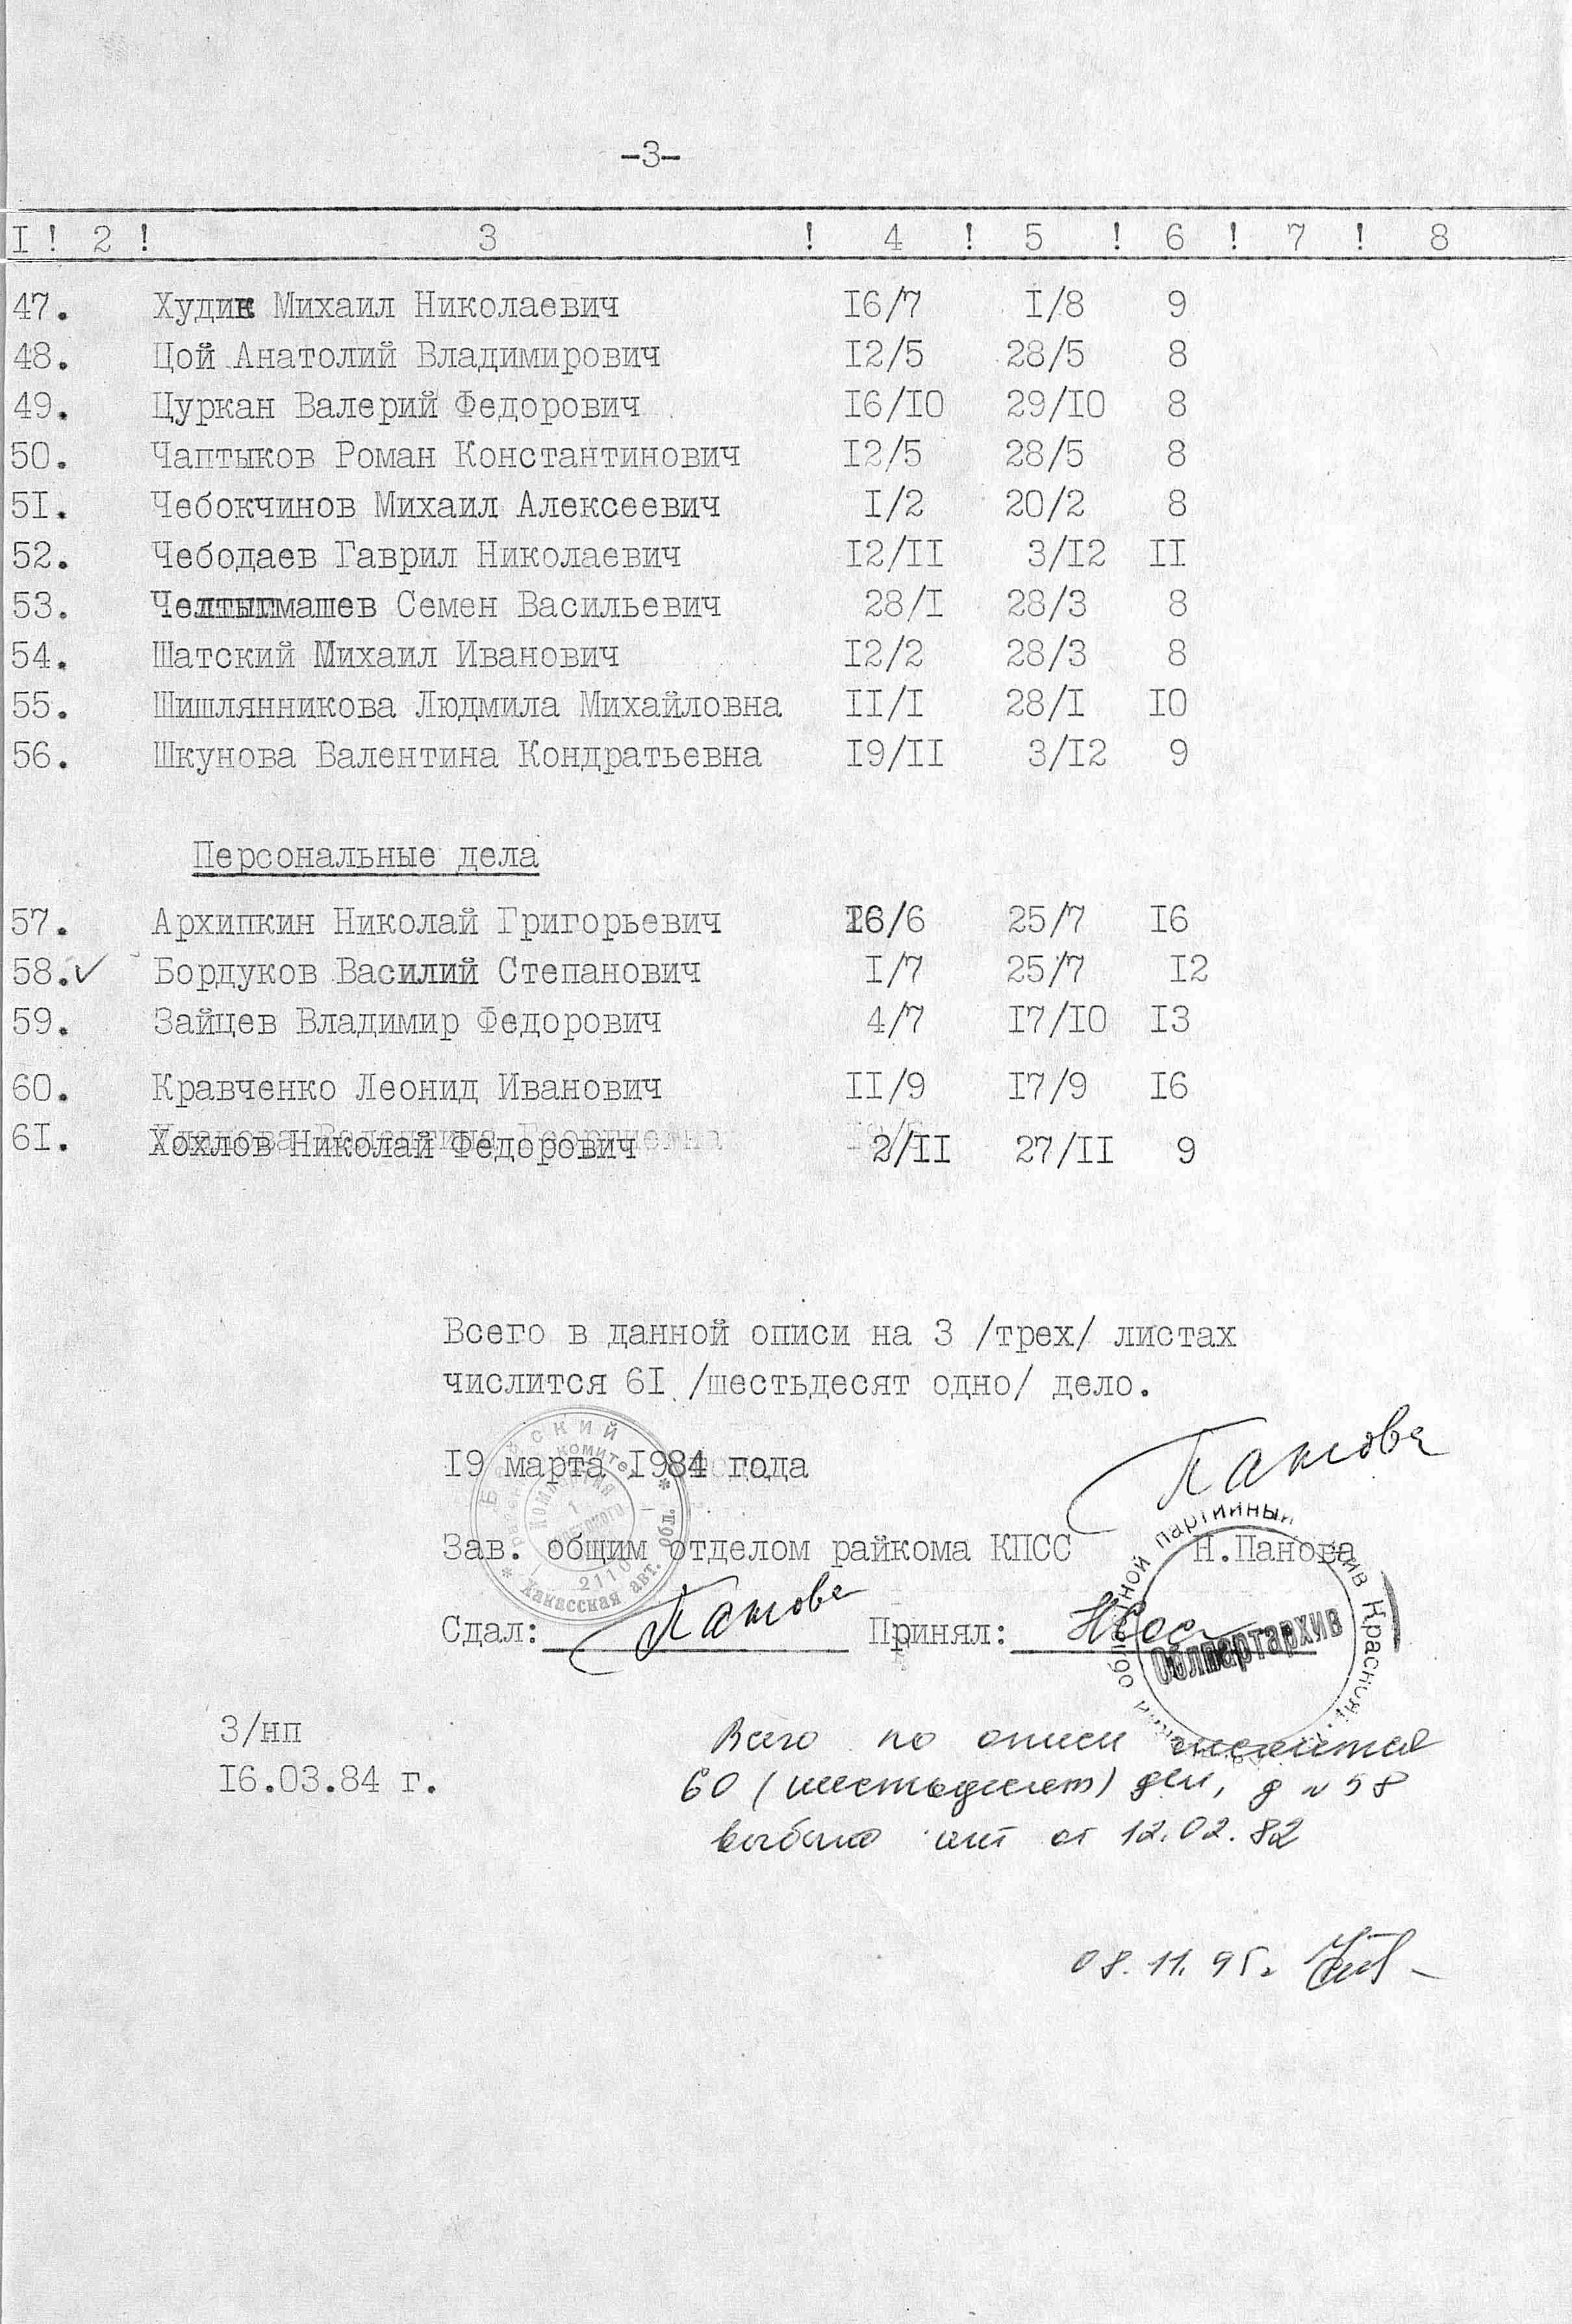 -3-
I ! 2 ! 3 ! 4 ! 5 ! 6 ! 7 ! 8
47. Худик Михаил Николаевич I6/7 I/8 9
48. Цой Анатолий Владимирович I2/5 28/5 8
49. Цуркан Валерий Федорович I6/IO 29/IO 8
50. Чаптыков Роман Константинович I2/5 28/5 8
5I. Чебокчинов Михаил Алексеевич I/2 20/2 8
52. Чебодаев Гаврил Николаевич I2/II 3/I2 II
53. Челтыгмашев Семен Васильевич 28/I 28/3 8
54. Шатский Михаил Иванович I2/2 28/3 8
55. Шишлянникова Людмила Михайловна II/I 28/I IO
56. Шкунова Валентина Кондратьевна I9/II 3/I2 9
Персональные дела
57. Архипкин Николай Григорьевич 26/6 25/7 I6
58. ✓ Бордуков Василий Степанович I/7 25/7 I2
59. Зайцев Владимир Федорович 4/7 I7/IO I3
60. Кравченко Леонид Иванович II/9 I7/9 I6
6I. Хохлов Николай Федорович 2/II 27/II 9
Всего в данной описи на 3 /трех/ листах
числится 6I /шестьдесят одно/ дело.
I9 марта I984 года
Зав. общим отделом райкома КПСС Н.Панова
Панова
Сдал: Панова Принял:
Облпартархив
3/нп
I6.03.84 г.
Всего по описи числится
60 (шестьдесят) дел, д № 58
выбыло акт от 12.02.82
08.11.95г.